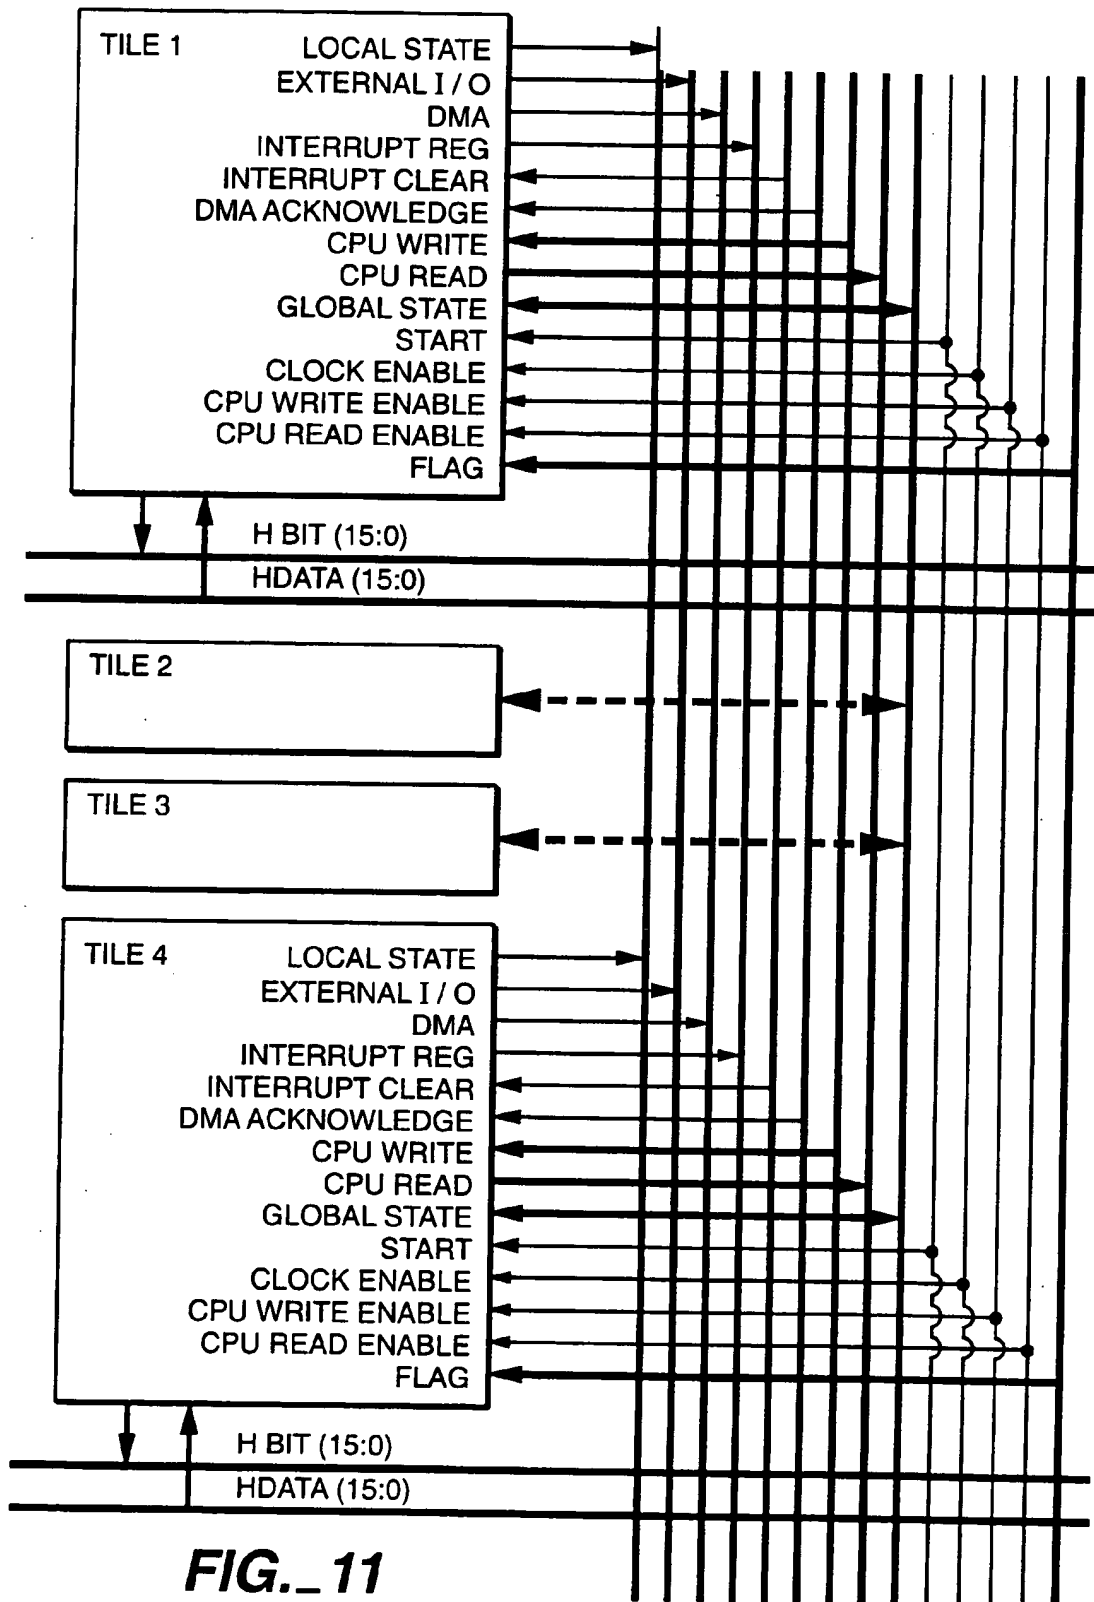 TILE 1
LOCAL STATE
EXTERNAL I / O
DMA
INTERRUPT REG
INTERRUPT CLEAR
DMA ACKNOWLEDGE
CPU WRITE
CPU READ
GLOBAL STATE
START
CLOCK ENABLE
CPU WRITE ENABLE
CPU READ ENABLE
FLAG
H BIT (15:0)
HDATA (15:0)
TILE 2
TILE 3
TILE 4
LOCAL STATE
EXTERNAL I / O
DMA
INTERRUPT REG
INTERRUPT CLEAR
DMA ACKNOWLEDGE
CPU WRITE
CPU READ
GLOBAL STATE
START
CLOCK ENABLE
CPU WRITE ENABLE
CPU READ ENABLE
FLAG
H BIT (15:0)
HDATA (15:0)
FIG._11